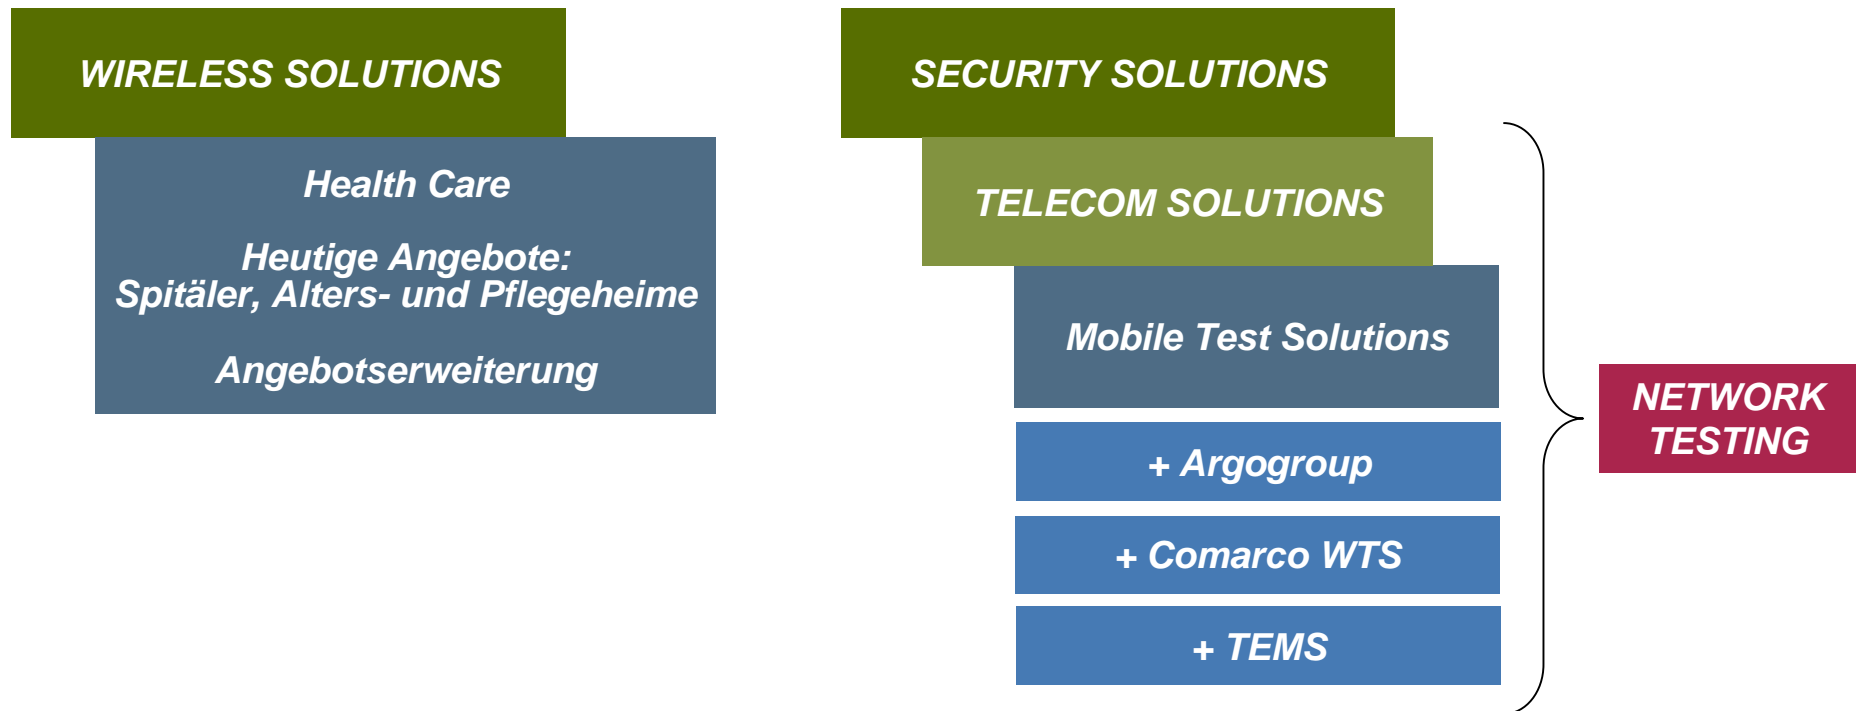 WIRELESS SOLUTIONS
Health Care
Heutige Angebote:
Spitäler, Alters- und Pflegeheime
Angebotserweiterung
SECURITY SOLUTIONS
TELECOM SOLUTIONS
Mobile Test Solutions
+ Argogroup
+ Comarco WTS
+ TEMS
NETWORK
TESTING